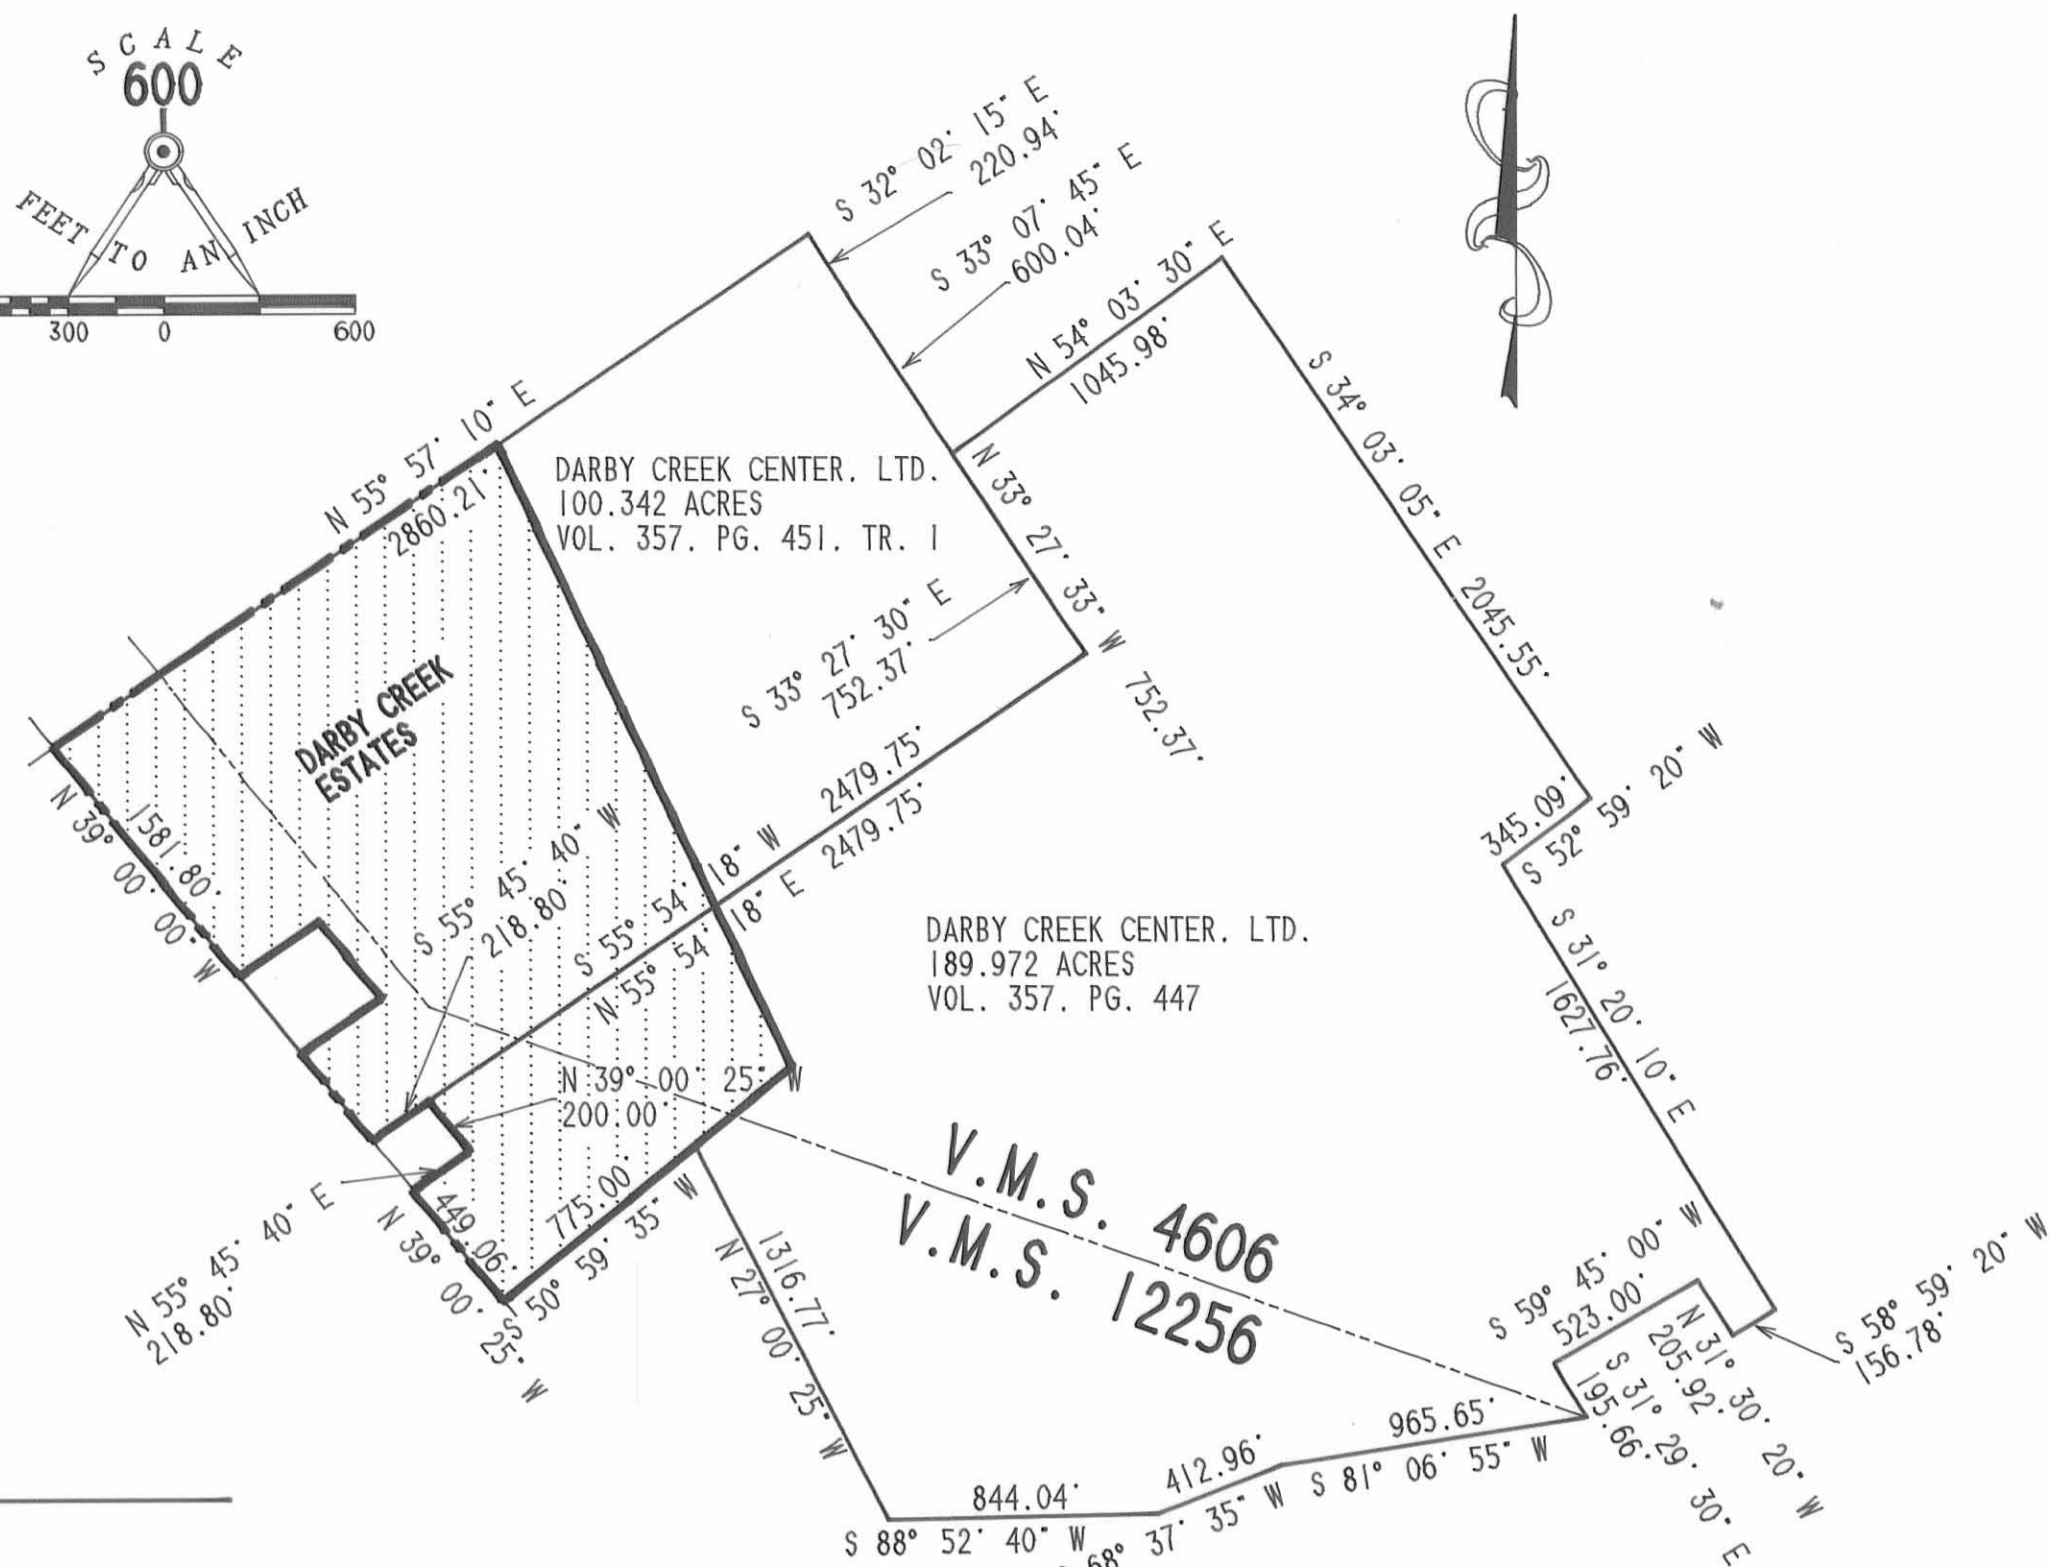 SCALE
600
FEET TO AN INCH
300 0 600
S 32° 02' 15" E
220.94'
S 33° 07' 45" E
600.04'
N 54° 03' 30" E
1045.98'
S 34° 03' 05" E 2045.55'
N 55° 57' 10" E
2860.21'
DARBY CREEK CENTER, LTD.
100.342 ACRES
VOL. 357, PG. 451, TR. 1
N 33° 27' 33" W 752.37'
S 33° 27' 30" E
752.37'
DARBY CREEK
ESTATES
345.09'
S 52° 59' 20" W
1581.80'
N 39° 00' 00" W
S 55° 45' 40" W
218.80'
S 55° 54' 18" W 2479.75'
N 55° 54' 18" E 2479.75'
DARBY CREEK CENTER, LTD.
189.972 ACRES
VOL. 357, PG. 447
S 31° 20' 10" E
1627.76'
N 39° 00' 25" W
200.00'
N 55° 45' 40" E
218.80'
449.06'
N 39° 00' 25" W
775.00'
S 50° 59' 35" W
1316.77'
N 27° 00' 25" W
V.M.S. 4606
V.M.S. 12256
S 59° 45' 00" W
523.00'
S 58° 59' 20" W
156.78'
N 31° 30' 20" W
205.92'
S 31° 29' 30" E
195.66'
965.65'
S 81° 06' 55" W
412.96'
68° 37' 35" W
844.04'
S 88° 52' 40" W